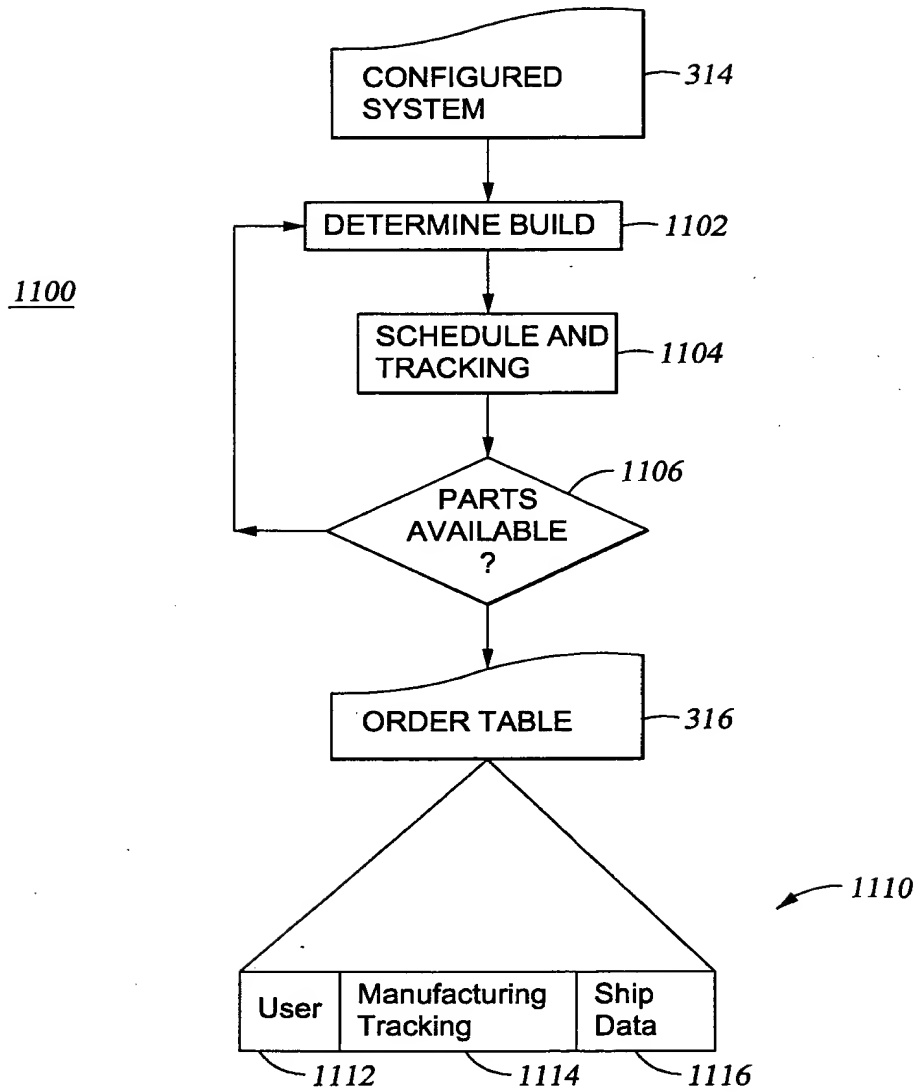 CONFIGURED
SYSTEM
314
DETERMINE BUILD
1102
1100
SCHEDULE AND
TRACKING
1104
1106
PARTS
AVAILABLE
?
ORDER TABLE
316
1110
User
Manufacturing
Tracking
Ship
Data
1112
1114
1116